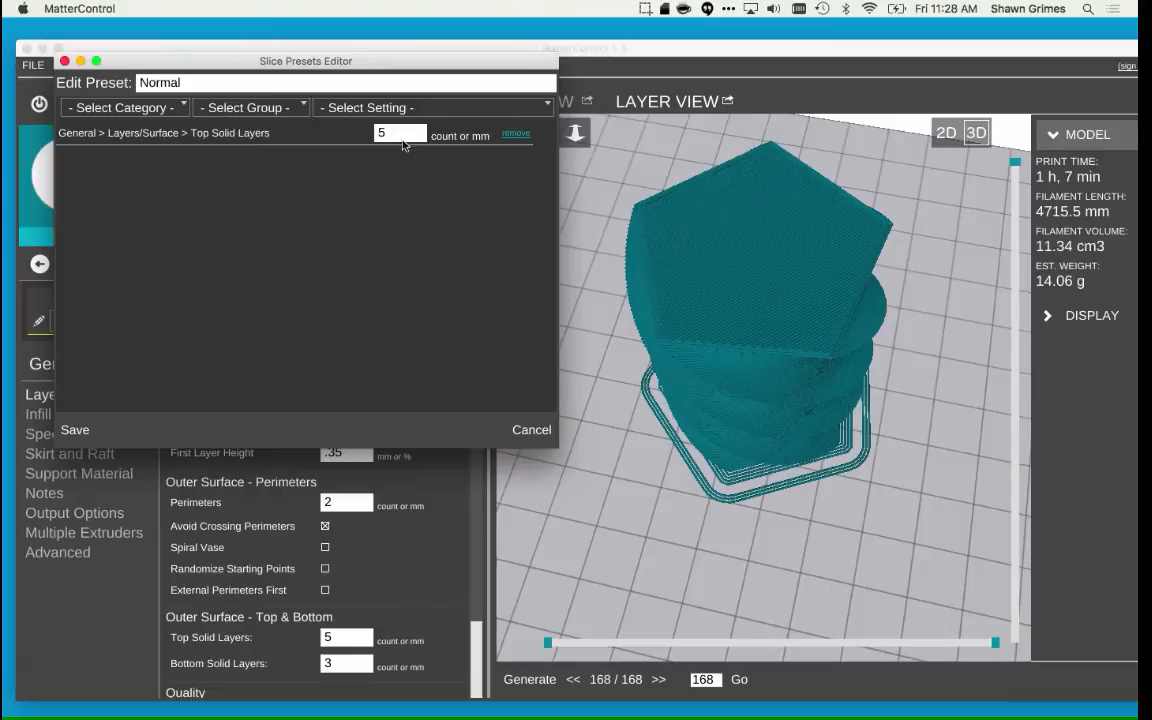 MatterControl
Fri 11:28 AM Shawn Grimes
Slice Presets Editor
FILE
(sign
Edit Preset: Normal
- Select Category - - Select Group - - Select Setting -
General > Layers/Surface > Top Solid Layers 5 count or mm remove
W LAYER VIEW
2D 3D
MODEL
PRINT TIME:
1 h, 7 min
FILAMENT LENGTH:
4715.5 mm
FILAMENT VOLUME:
11.34 cm3
EST. WEIGHT:
14.06 g
DISPLAY
Save Cancel
Ge
Laye
Infill
Spe
Skirt and Raft
Support Material
Notes
Output Options
Multiple Extruders
Advanced
First Layer Height .35 mm or %
Outer Surface - Perimeters
Perimeters 2 count or mm
Avoid Crossing Perimeters
Spiral Vase
Randomize Starting Points
External Perimeters First
Outer Surface - Top & Bottom
Top Solid Layers: 5 count or mm
Bottom Solid Layers: 3 count or mm
Quality
Generate << 168 / 168 >> 168 Go